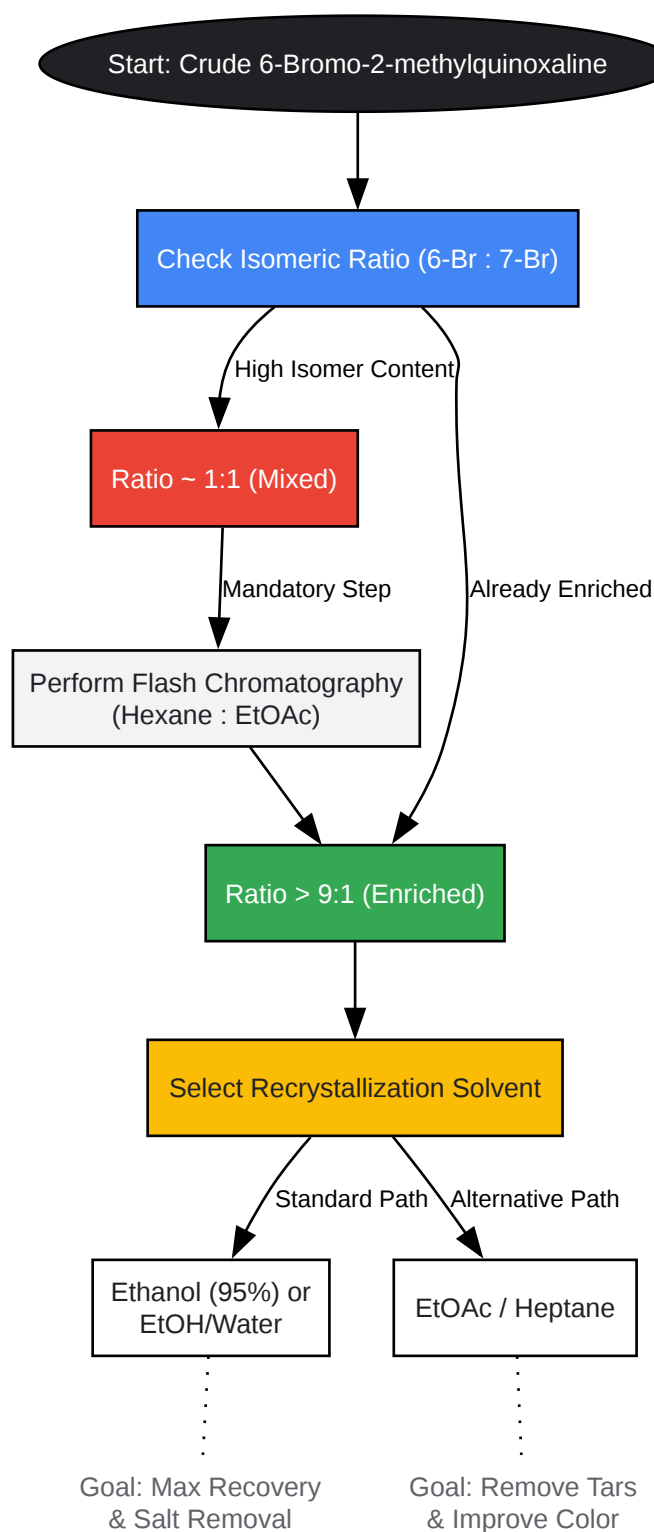 Start: Crude 6-Bromo-2-methylquinoxaline
Check Isomeric Ratio (6-Br : 7-Br)
High Isomer Content
Ratio ~ 1:1 (Mixed)
Mandatory Step
Already Enriched
Perform Flash Chromatography
(Hexane : EtOAc)
Ratio > 9:1 (Enriched)
Select Recrystallization Solvent
Standard Path
Alternative Path
Ethanol (95%) or
EtOH/Water
EtOAc / Heptane
Goal: Max Recovery
& Salt Removal
Goal: Remove Tars
& Improve Color